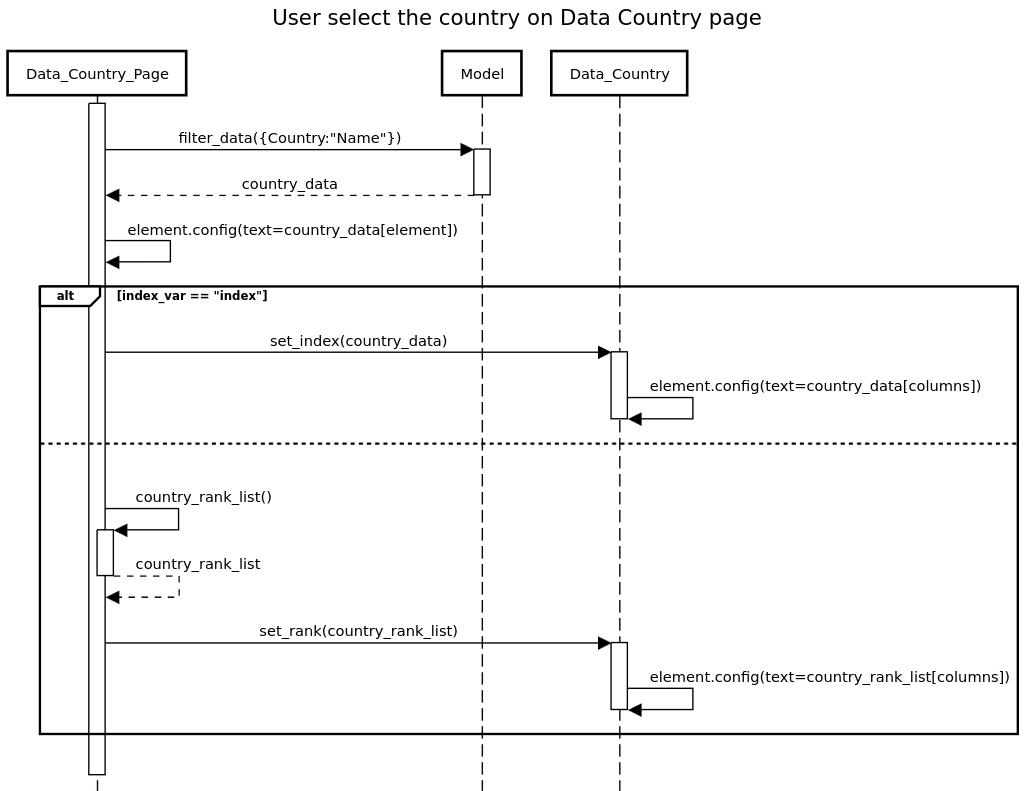 User select the country on Data Country page
Data_Country_Page
Model
Data_Country
filter_data({Country:"Name"})
country_data
element.config(text=country_data[element])
alt
[index_var == "index"]
set_index(country_data)
element.config(text=country_data[columns])
country_rank_list()
country_rank_list
set_rank(country_rank_list)
element.config(text=country_rank_list[columns])